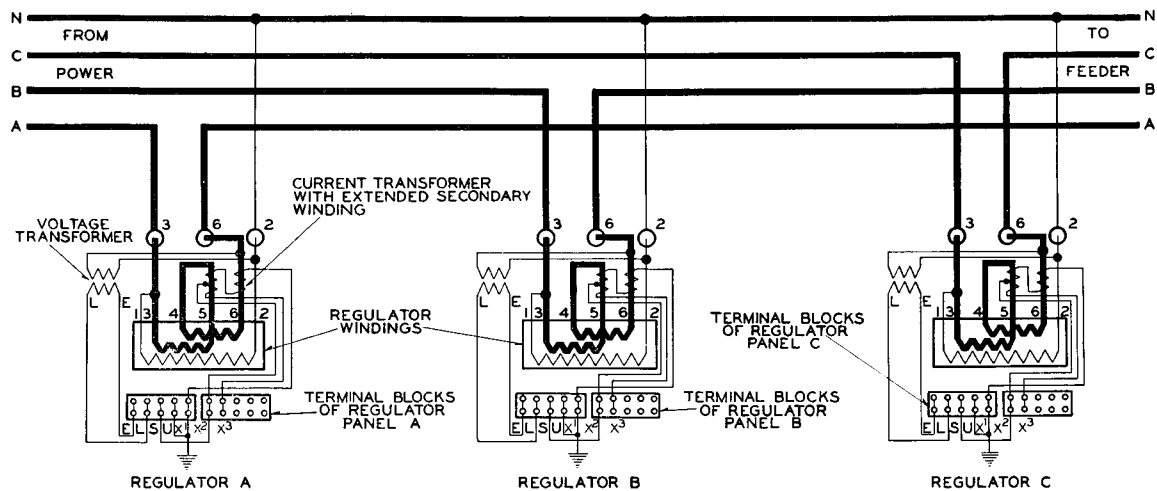 N
FROM
TO
N
C
C
POWER
FEEDER
B
B
A
A
CURRENT TRANSFORMER
WITH EXTENDED SECONDARY
WINDING
VOLTAGE
TRANSFORMER
3 6 2
3 6 2
3 6 2
L E
1 3 4 5 6 2
L E
1 3 4 5 6 2
L E
1 3 4 5 6 2
REGULATOR
WINDINGS
TERMINAL BLOCKS
OF REGULATOR
PANEL C
TERMINAL BLOCKS
OF REGULATOR
PANEL A
TERMINAL BLOCKS
OF REGULATOR
PANEL B
E L S U X1 X2 X3
E L S U X1 X2 X3
E L S U X1 X2 X3
REGULATOR A
REGULATOR B
REGULATOR C